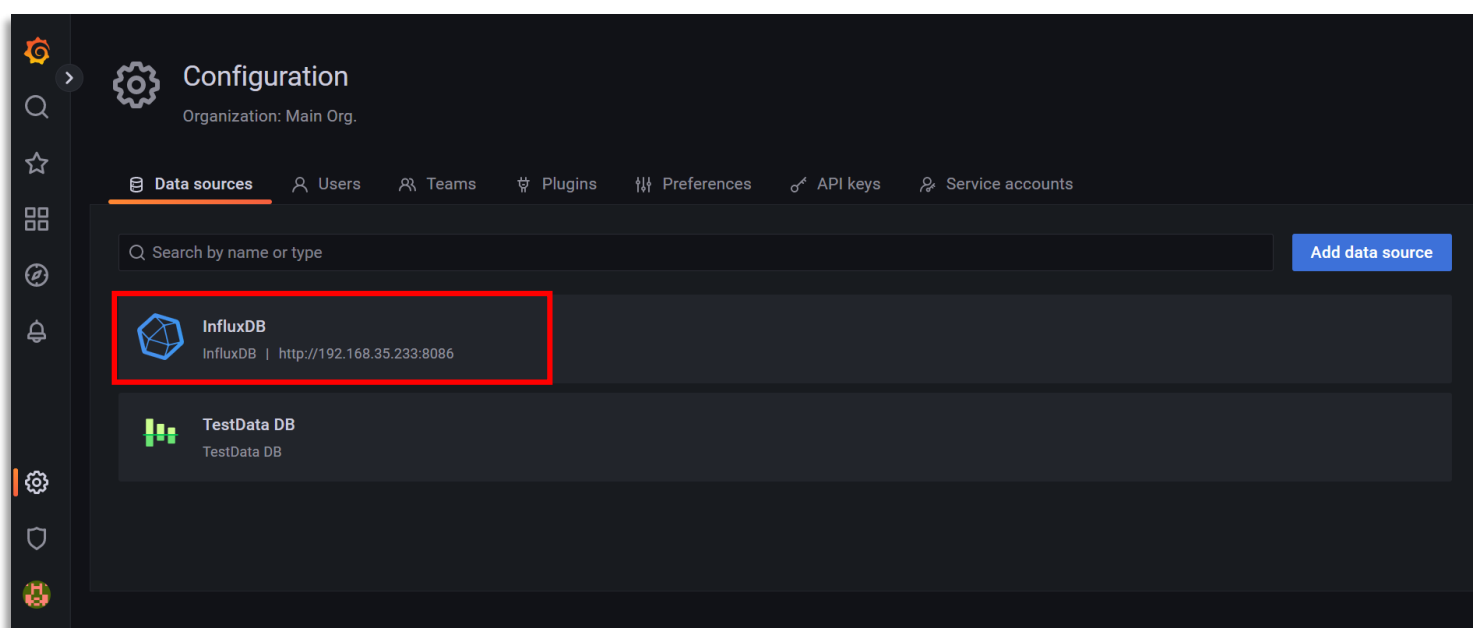 Configuration
Organization: Main Org.
Data sources Users Teams Plugins Preferences API keys Service accounts
Search by name or type Add data source
InfluxDB
InfluxDB | http://192.168.35.233:8086
TestData DB
TestData DB